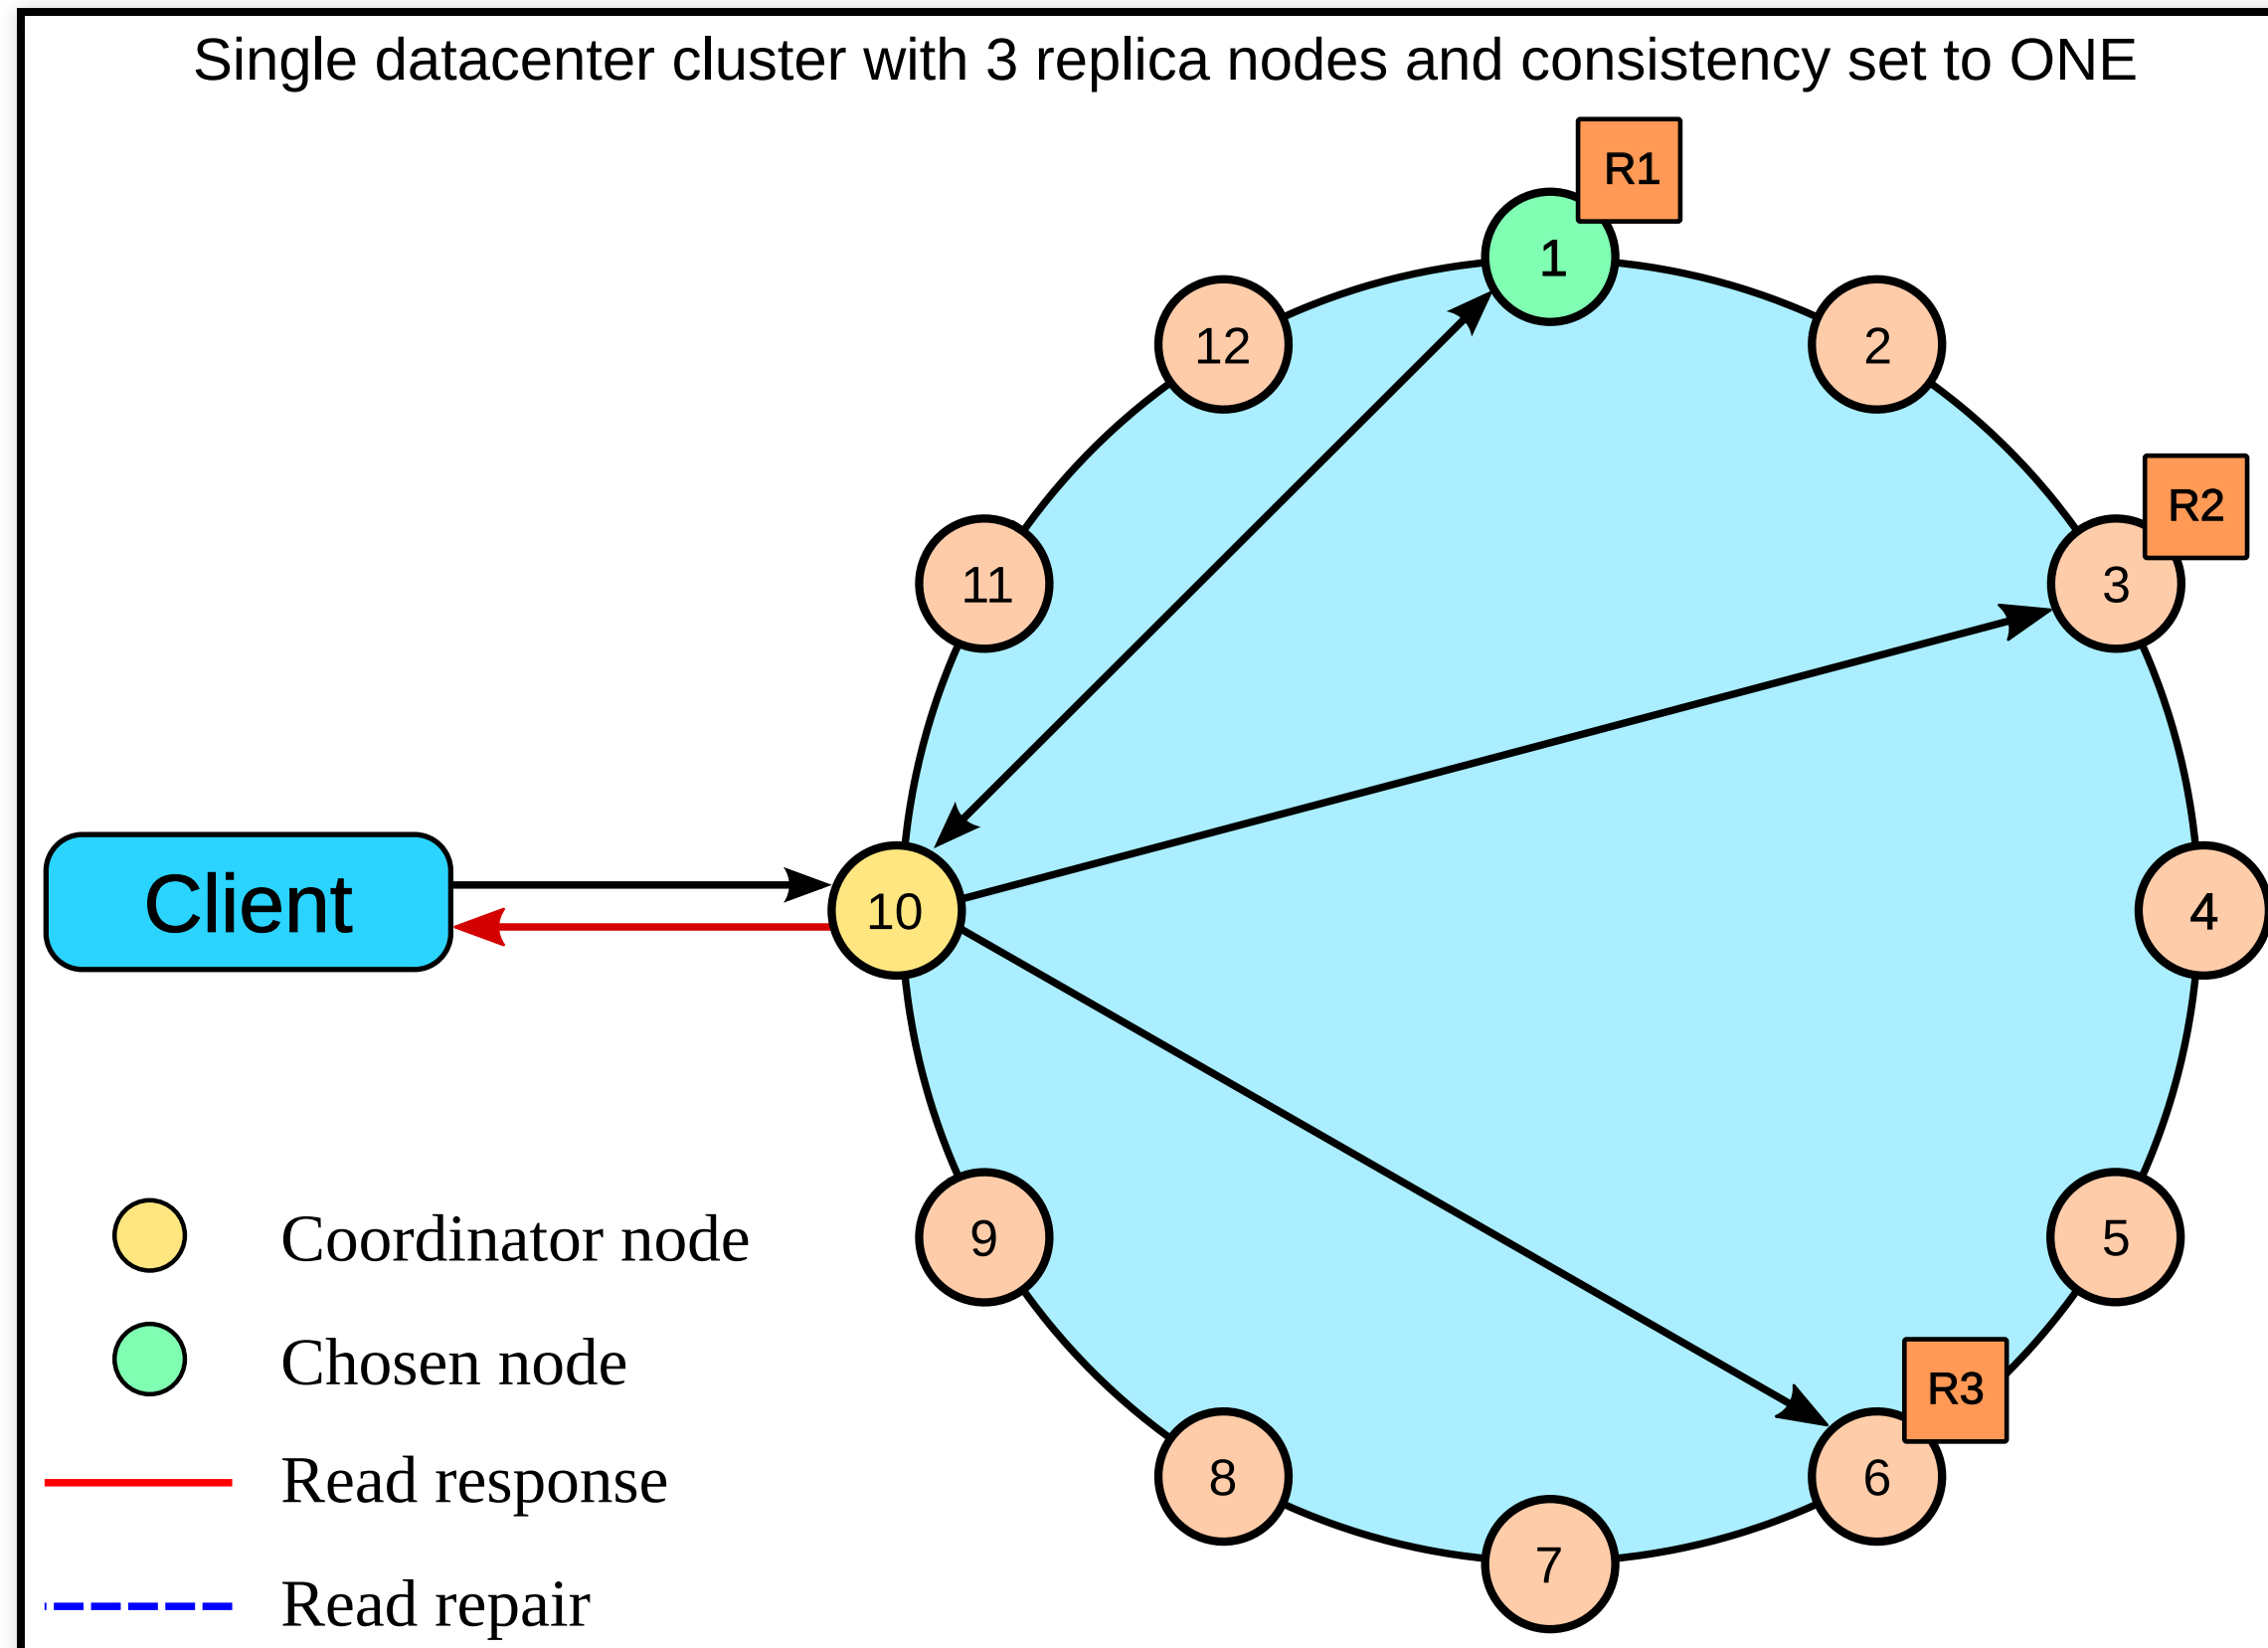 Single datacenter cluster with 3 replica nodes and consistency set to ONE
R1
1
12
2
R2
11
3
Client
10
4
9
5
R3
8
6
7
Coordinator node
Chosen node
Read response
Read repair